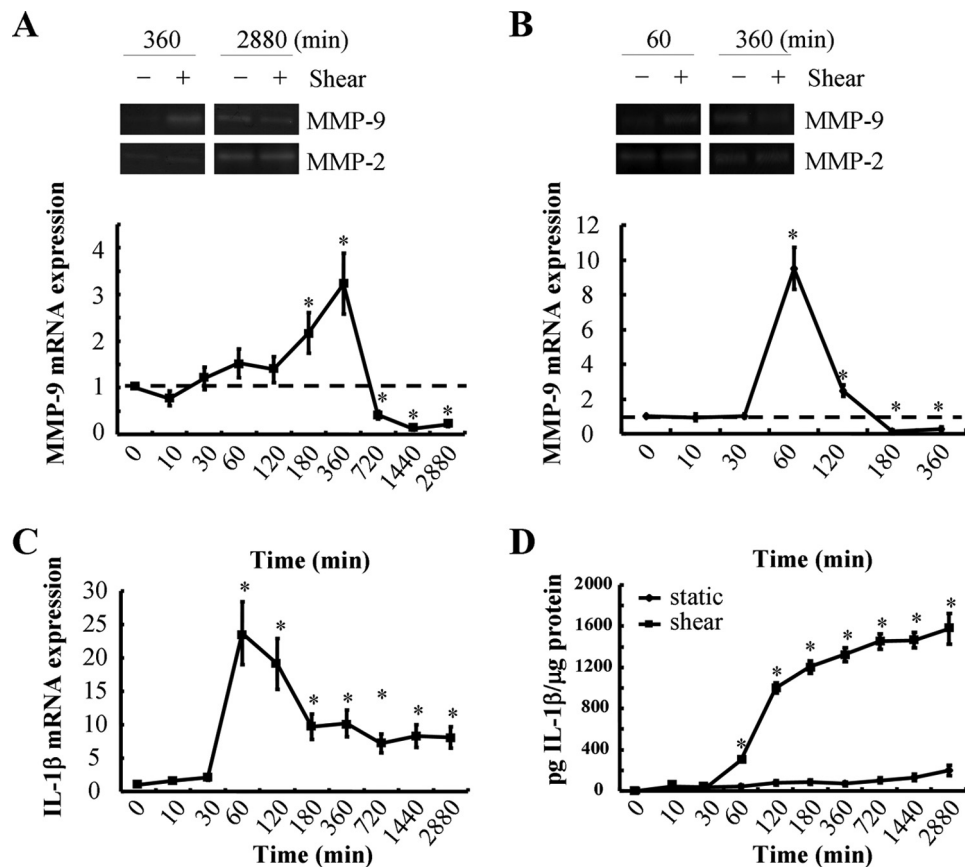 A
360 2880 (min)
− + − + Shear
MMP-9
MMP-2
MMP-9 mRNA expression
4
3
2
1
0
0 10 30 60 120 180 360 720 1440 2880
* * * * *
Time (min)
B
60 360 (min)
− + − + Shear
MMP-9
MMP-2
MMP-9 mRNA expression
12
10
8
6
4
2
0
0 10 30 60 120 180 360
* * * *
Time (min)
C
IL-1β mRNA expression
30
25
20
15
10
5
0
* * * * * * *
0 10 30 60 120 180 360 720 1440 2880
Time (min)
D
pg IL-1β/µg protein
2000
1600
1200
800
400
0
static
shear
* * * * * * *
0 10 30 60 120 180 360 720 1440 2880
Time (min)